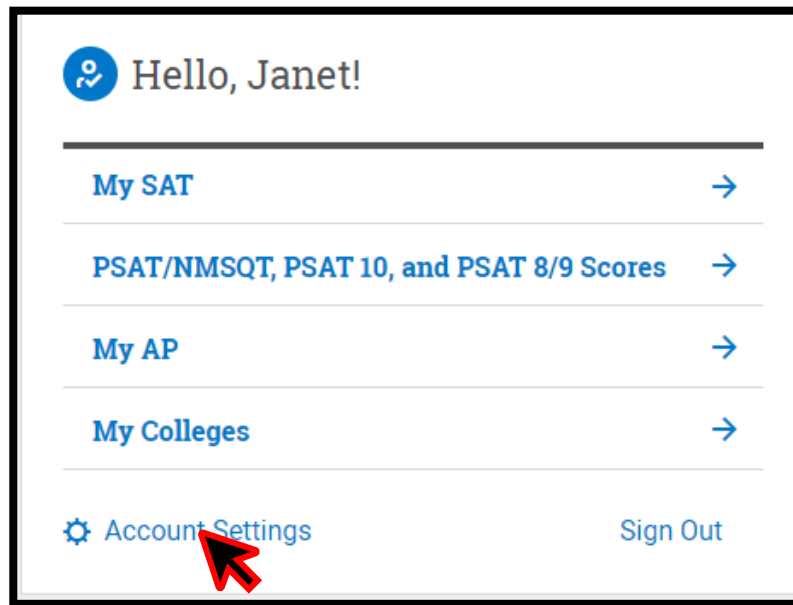 Hello, Janet!
My SAT
PSAT/NMSQT, PSAT 10, and PSAT 8/9 Scores
My AP
My Colleges
Account Settings Sign Out